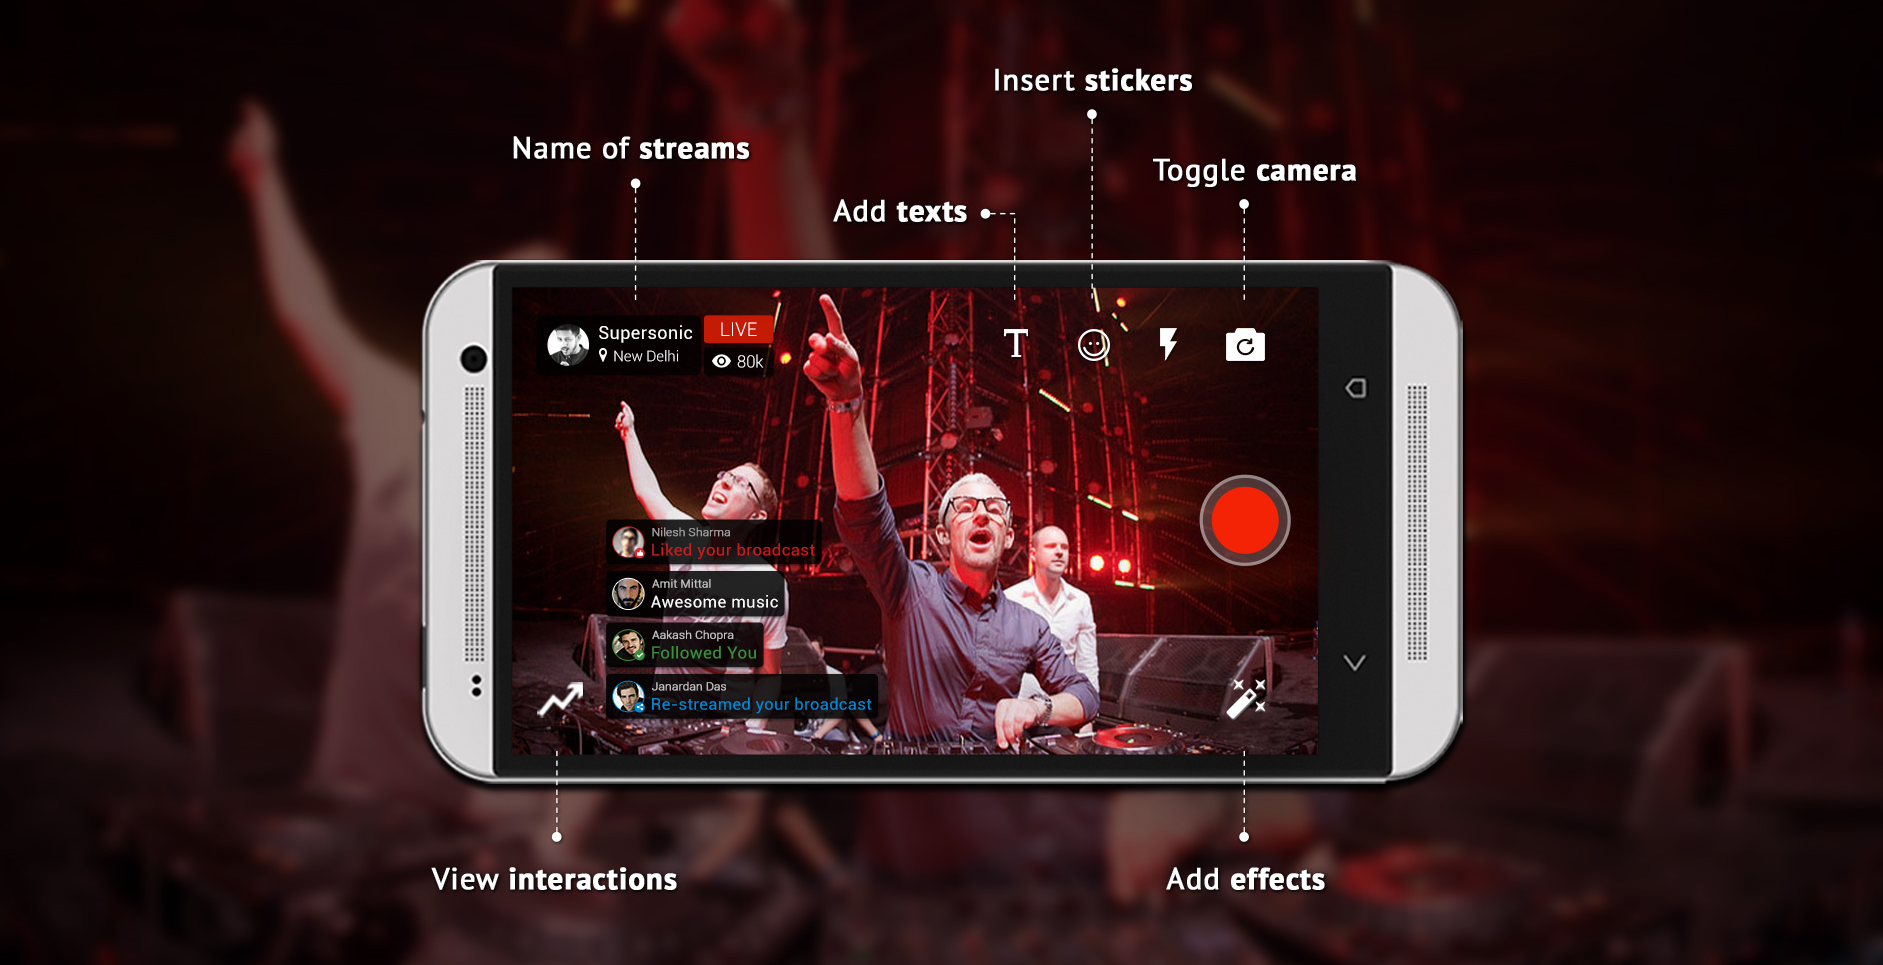 Insert stickers
Name of streams
Toggle camera
Add texts
Supersonic
New Delhi
LIVE
80k
T
Nilesh Sharma
Liked your broadcast
Amit Mittal
Awesome music
Aakash Chopra
Followed You
Janardan Das
Re-streamed your broadcast
View interactions
Add effects